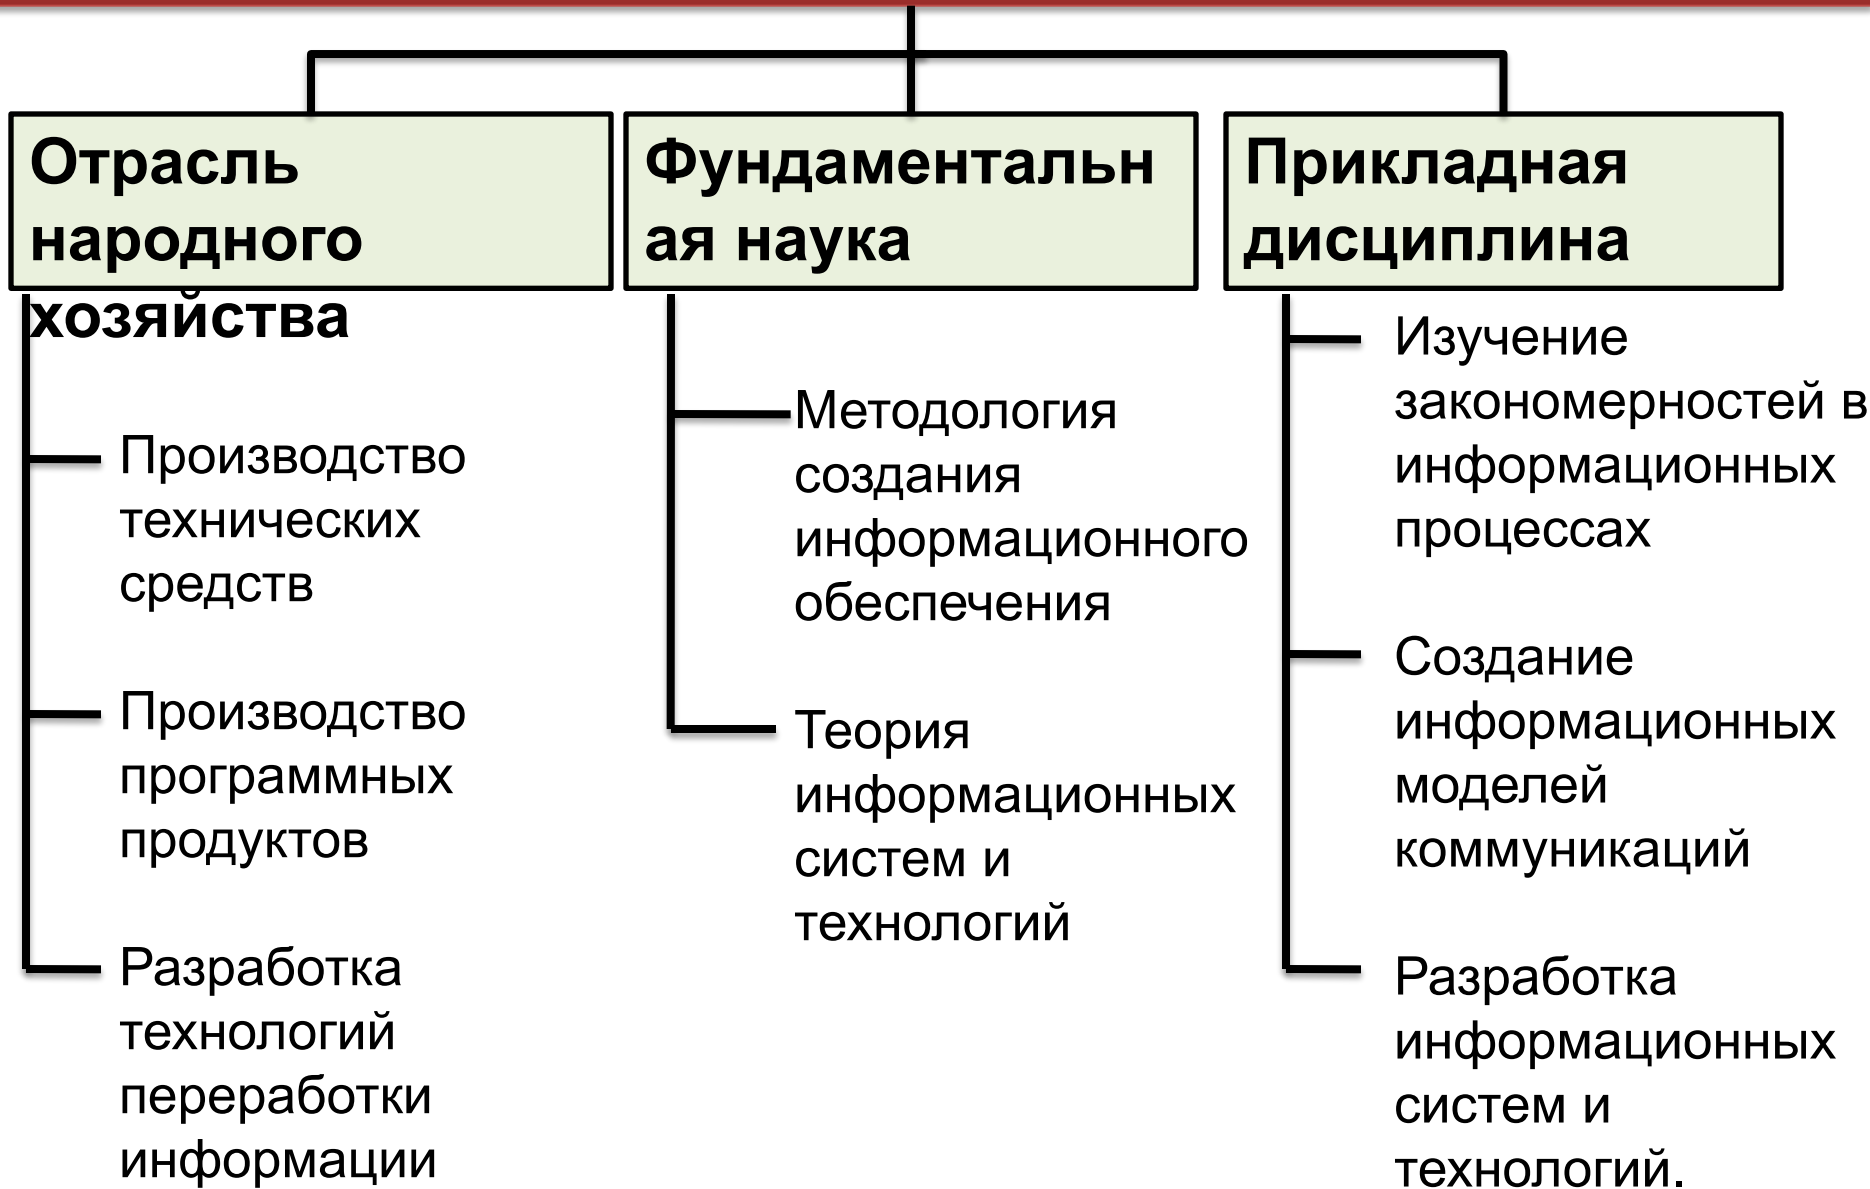 Отрасль
народного
хозяйства
Производство
технических
средств
Производство
программных
продуктов
Разработка
технологий
переработки
информации
Фундаментальн
ая наука
Методология
создания
информационного
обеспечения
Теория
информационных
систем и
технологий
Прикладная
дисциплина
Изучение
закономерностей в
информационных
процессах
Создание
информационных
моделей
коммуникаций
Разработка
информационных
систем и
технологий.